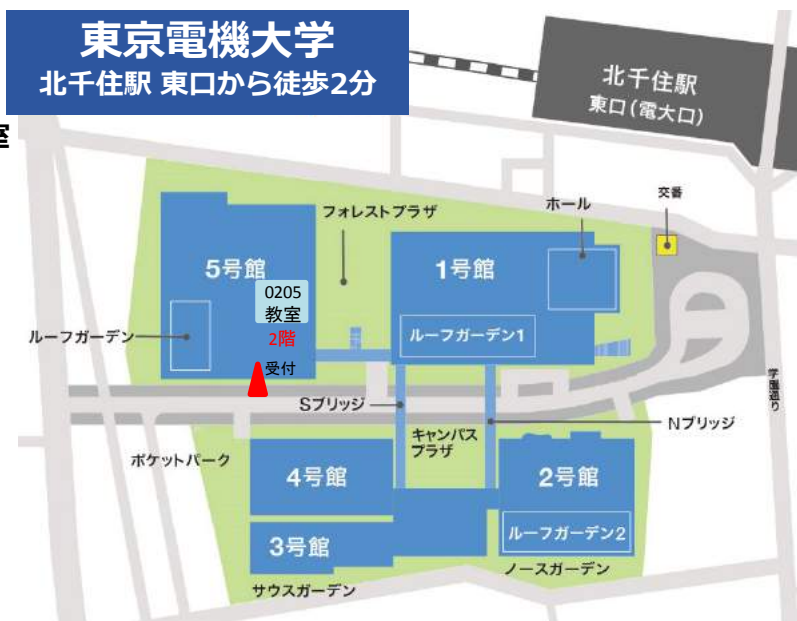 東京電機大学
北千住駅 東口から徒歩2分
室
北千住駅
東口(電大口)
交番
ホール
フォレストプラザ
5号館
1号館
0205
教室
2階
受付
ルーフガーデン
ルーフガーデン1
学園通り
Sブリッジ
Nブリッジ
キャンパス
プラザ
ポケットパーク
4号館
2号館
ルーフガーデン2
3号館
サウスガーデン
ノースガーデン